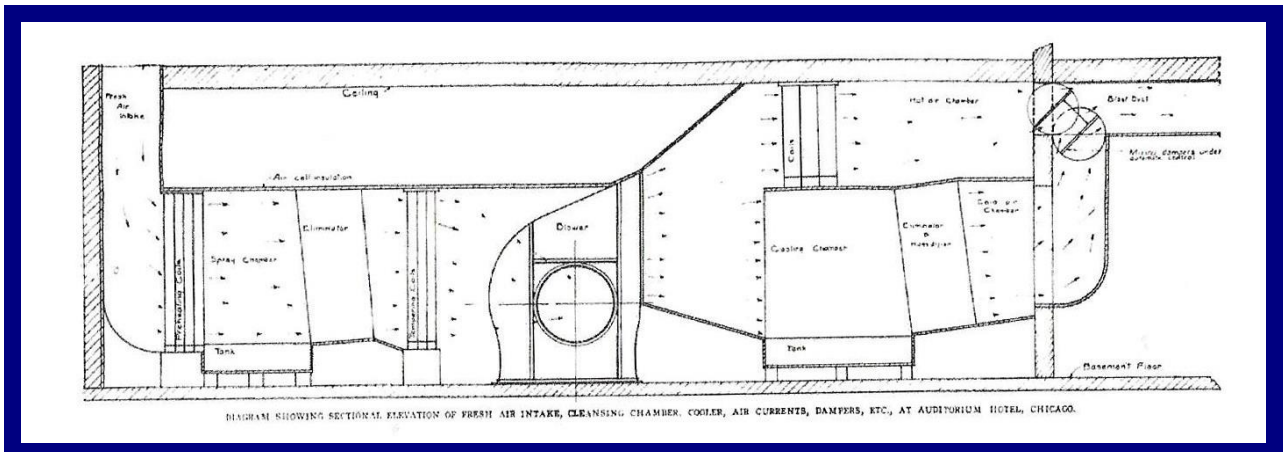 Fresh
Air
Intake
Ceiling
Hot air Chamber
Blast Duct
Mixing dampers under
automatic control
Coils
Air cell insulation
Preheating Coils
Spray Chamber
Eliminator
Tempering Coils
Blower
Cooling Chamber
Eliminator
&
Humidifier
Cold air
Chamber
Tank
Tank
Basement Floor
DIAGRAM SHOWING SECTIONAL ELEVATION OF FRESH AIR INTAKE, CLEANSING CHAMBER, COOLER, AIR CURRENTS, DAMPERS, ETC., AT AUDITORIUM HOTEL, CHICAGO.